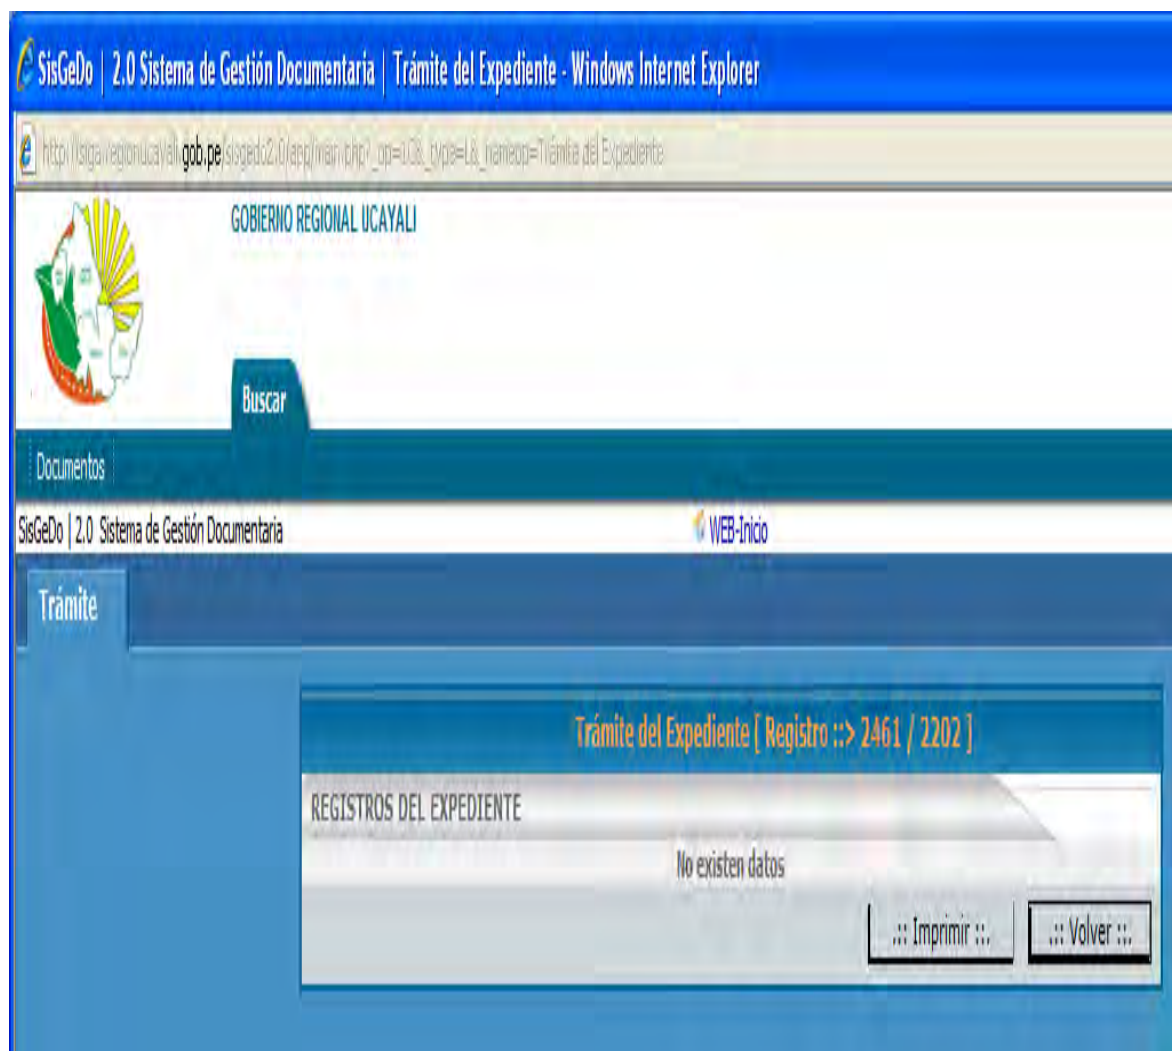 SisGeDo | 2.0 Sistema de Gestión Documentaria | Trámite del Expediente - Windows Internet Explorer
gob.pe
GOBIERNO REGIONAL UCAYALI
Buscar
Documentos
SisGeDo | 2.0 Sistema de Gestión Documentaria
WEB-Inicio
Trámite
Trámite del Expediente [ Registro ::> 2461 / 2202 ]
REGISTROS DEL EXPEDIENTE
No existen datos
.:: Imprimir ::.
.:: Volver ::.